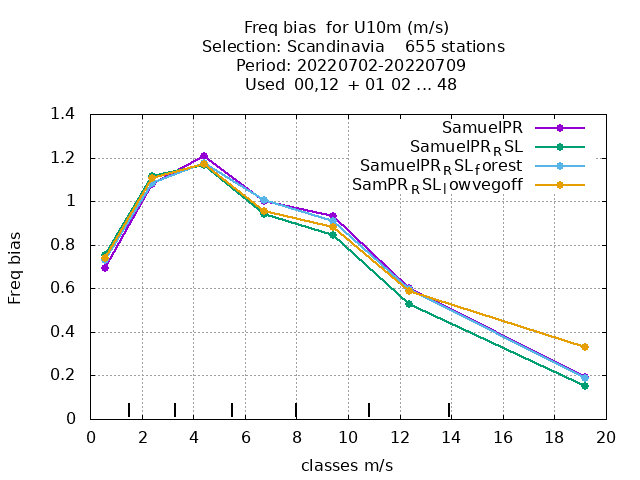 Freq bias  for U10m (m/s)
Selection: Scandinavia    655 stations
Period: 20220702-20220709
Used  00,12  + 01 02 ... 48
1.4
1.2
1
0.8
0.6
0.4
0.2
0
Freq bias
SamuelPR
SamuelPR_RSL
SamuelPR_RSL_forest
SamPR_RSL_lowvegoff
0 2 4 6 8 10 12 14 16 18 20
classes m/s